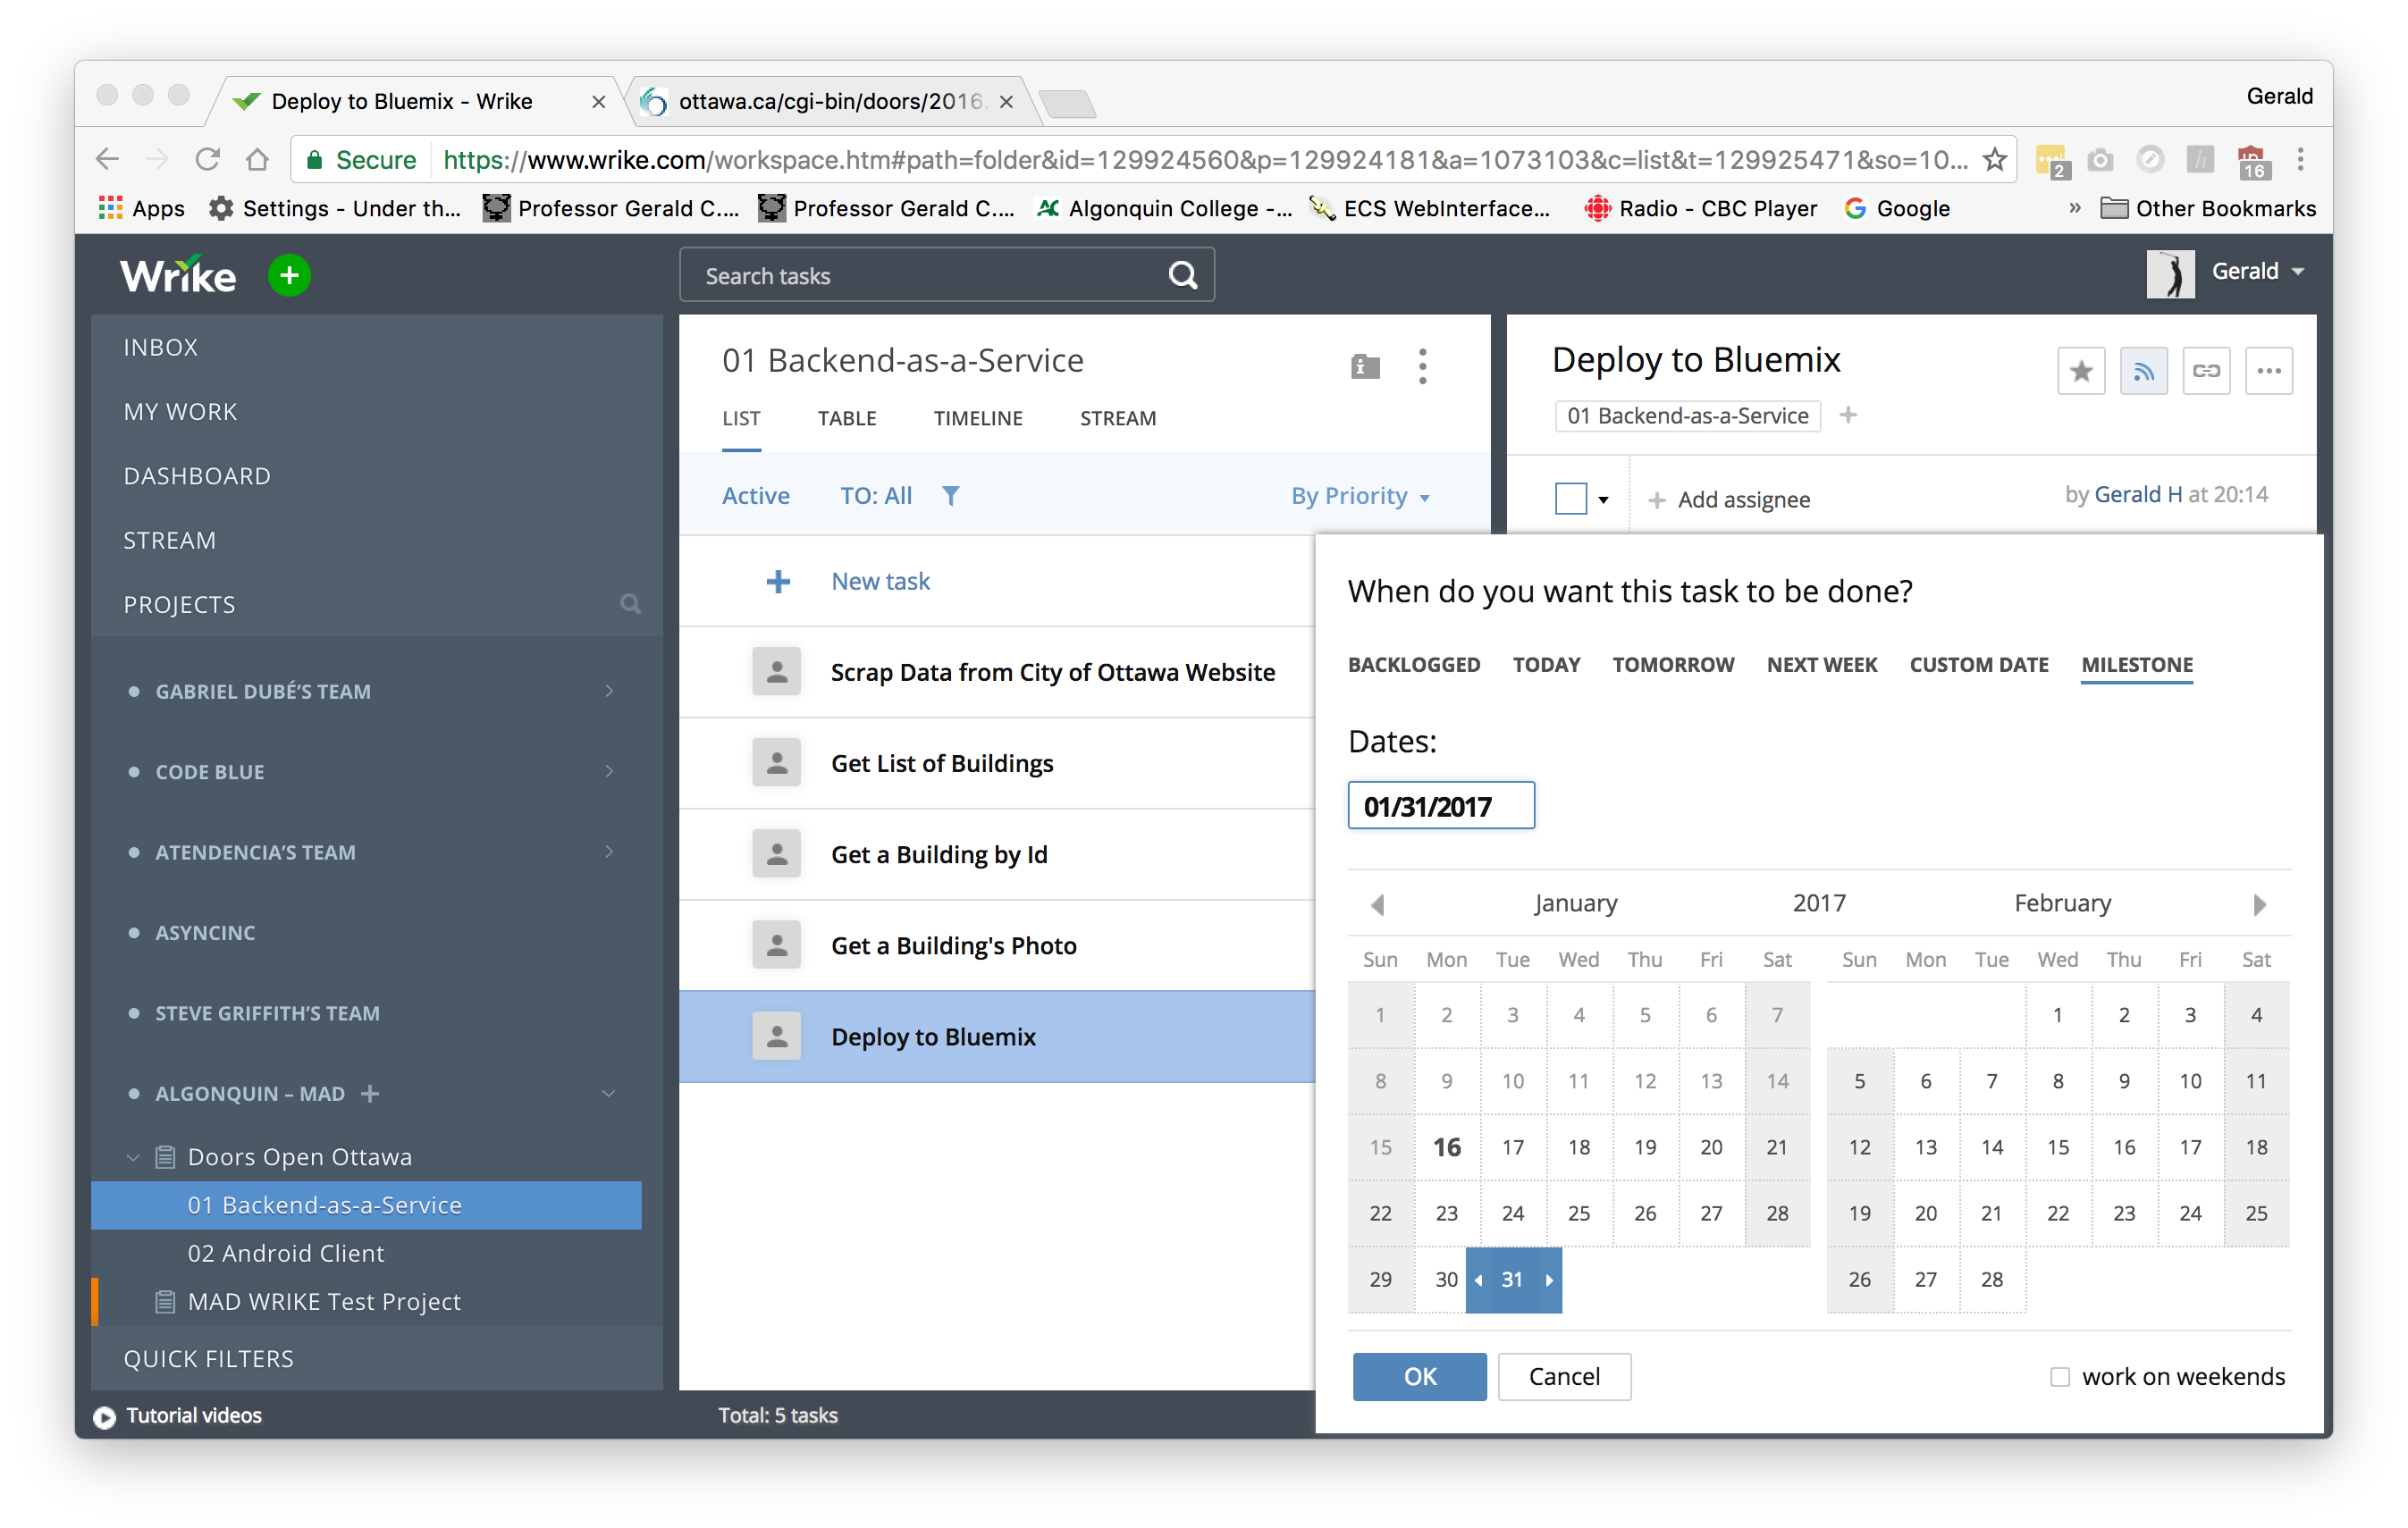 Deploy to Bluemix - Wrike
ottawa.ca/cgi-bin/doors/2016.
Gerald
Secure https://www.wrike.com/workspace.htm#path=folder&id=129924560&p=129924181&a=1073103&c=list&t=129925471&so=10...
2
16
Apps
Settings - Under th...
Professor Gerald C....
Professor Gerald C....
Algonquin College -...
ECS WebInterface...
Radio - CBC Player
Google
»
Other Bookmarks
Wrike
Search tasks
Gerald
INBOX
MY WORK
DASHBOARD
STREAM
PROJECTS
GABRIEL DUBÉ’S TEAM
CODE BLUE
ATENDENCIA’S TEAM
ASYNCINC
STEVE GRIFFITH’S TEAM
ALGONQUIN – MAD
Doors Open Ottawa
01 Backend-as-a-Service
02 Android Client
MAD WRIKE Test Project
QUICK FILTERS
Tutorial videos
01 Backend-as-a-Service
LIST TABLE TIMELINE STREAM
Active TO: All By Priority
New task
Scrap Data from City of Ottawa Website
Get List of Buildings
Get a Building by Id
Get a Building's Photo
Deploy to Bluemix
Total: 5 tasks
Deploy to Bluemix
01 Backend-as-a-Service
Add assignee
by Gerald H at 20:14
When do you want this task to be done?
BACKLOGGED TODAY TOMORROW NEXT WEEK CUSTOM DATE MILESTONE
Dates:
01/31/2017
January 2017 February
Sun Mon Tue Wed Thu Fri Sat Sun Mon Tue Wed Thu Fri Sat
1 2 3 4 5 6 7 1 2 3 4
8 9 10 11 12 13 14 5 6 7 8 9 10 11
15 16 17 18 19 20 21 12 13 14 15 16 17 18
22 23 24 25 26 27 28 19 20 21 22 23 24 25
29 30 31 26 27 28
OK Cancel work on weekends